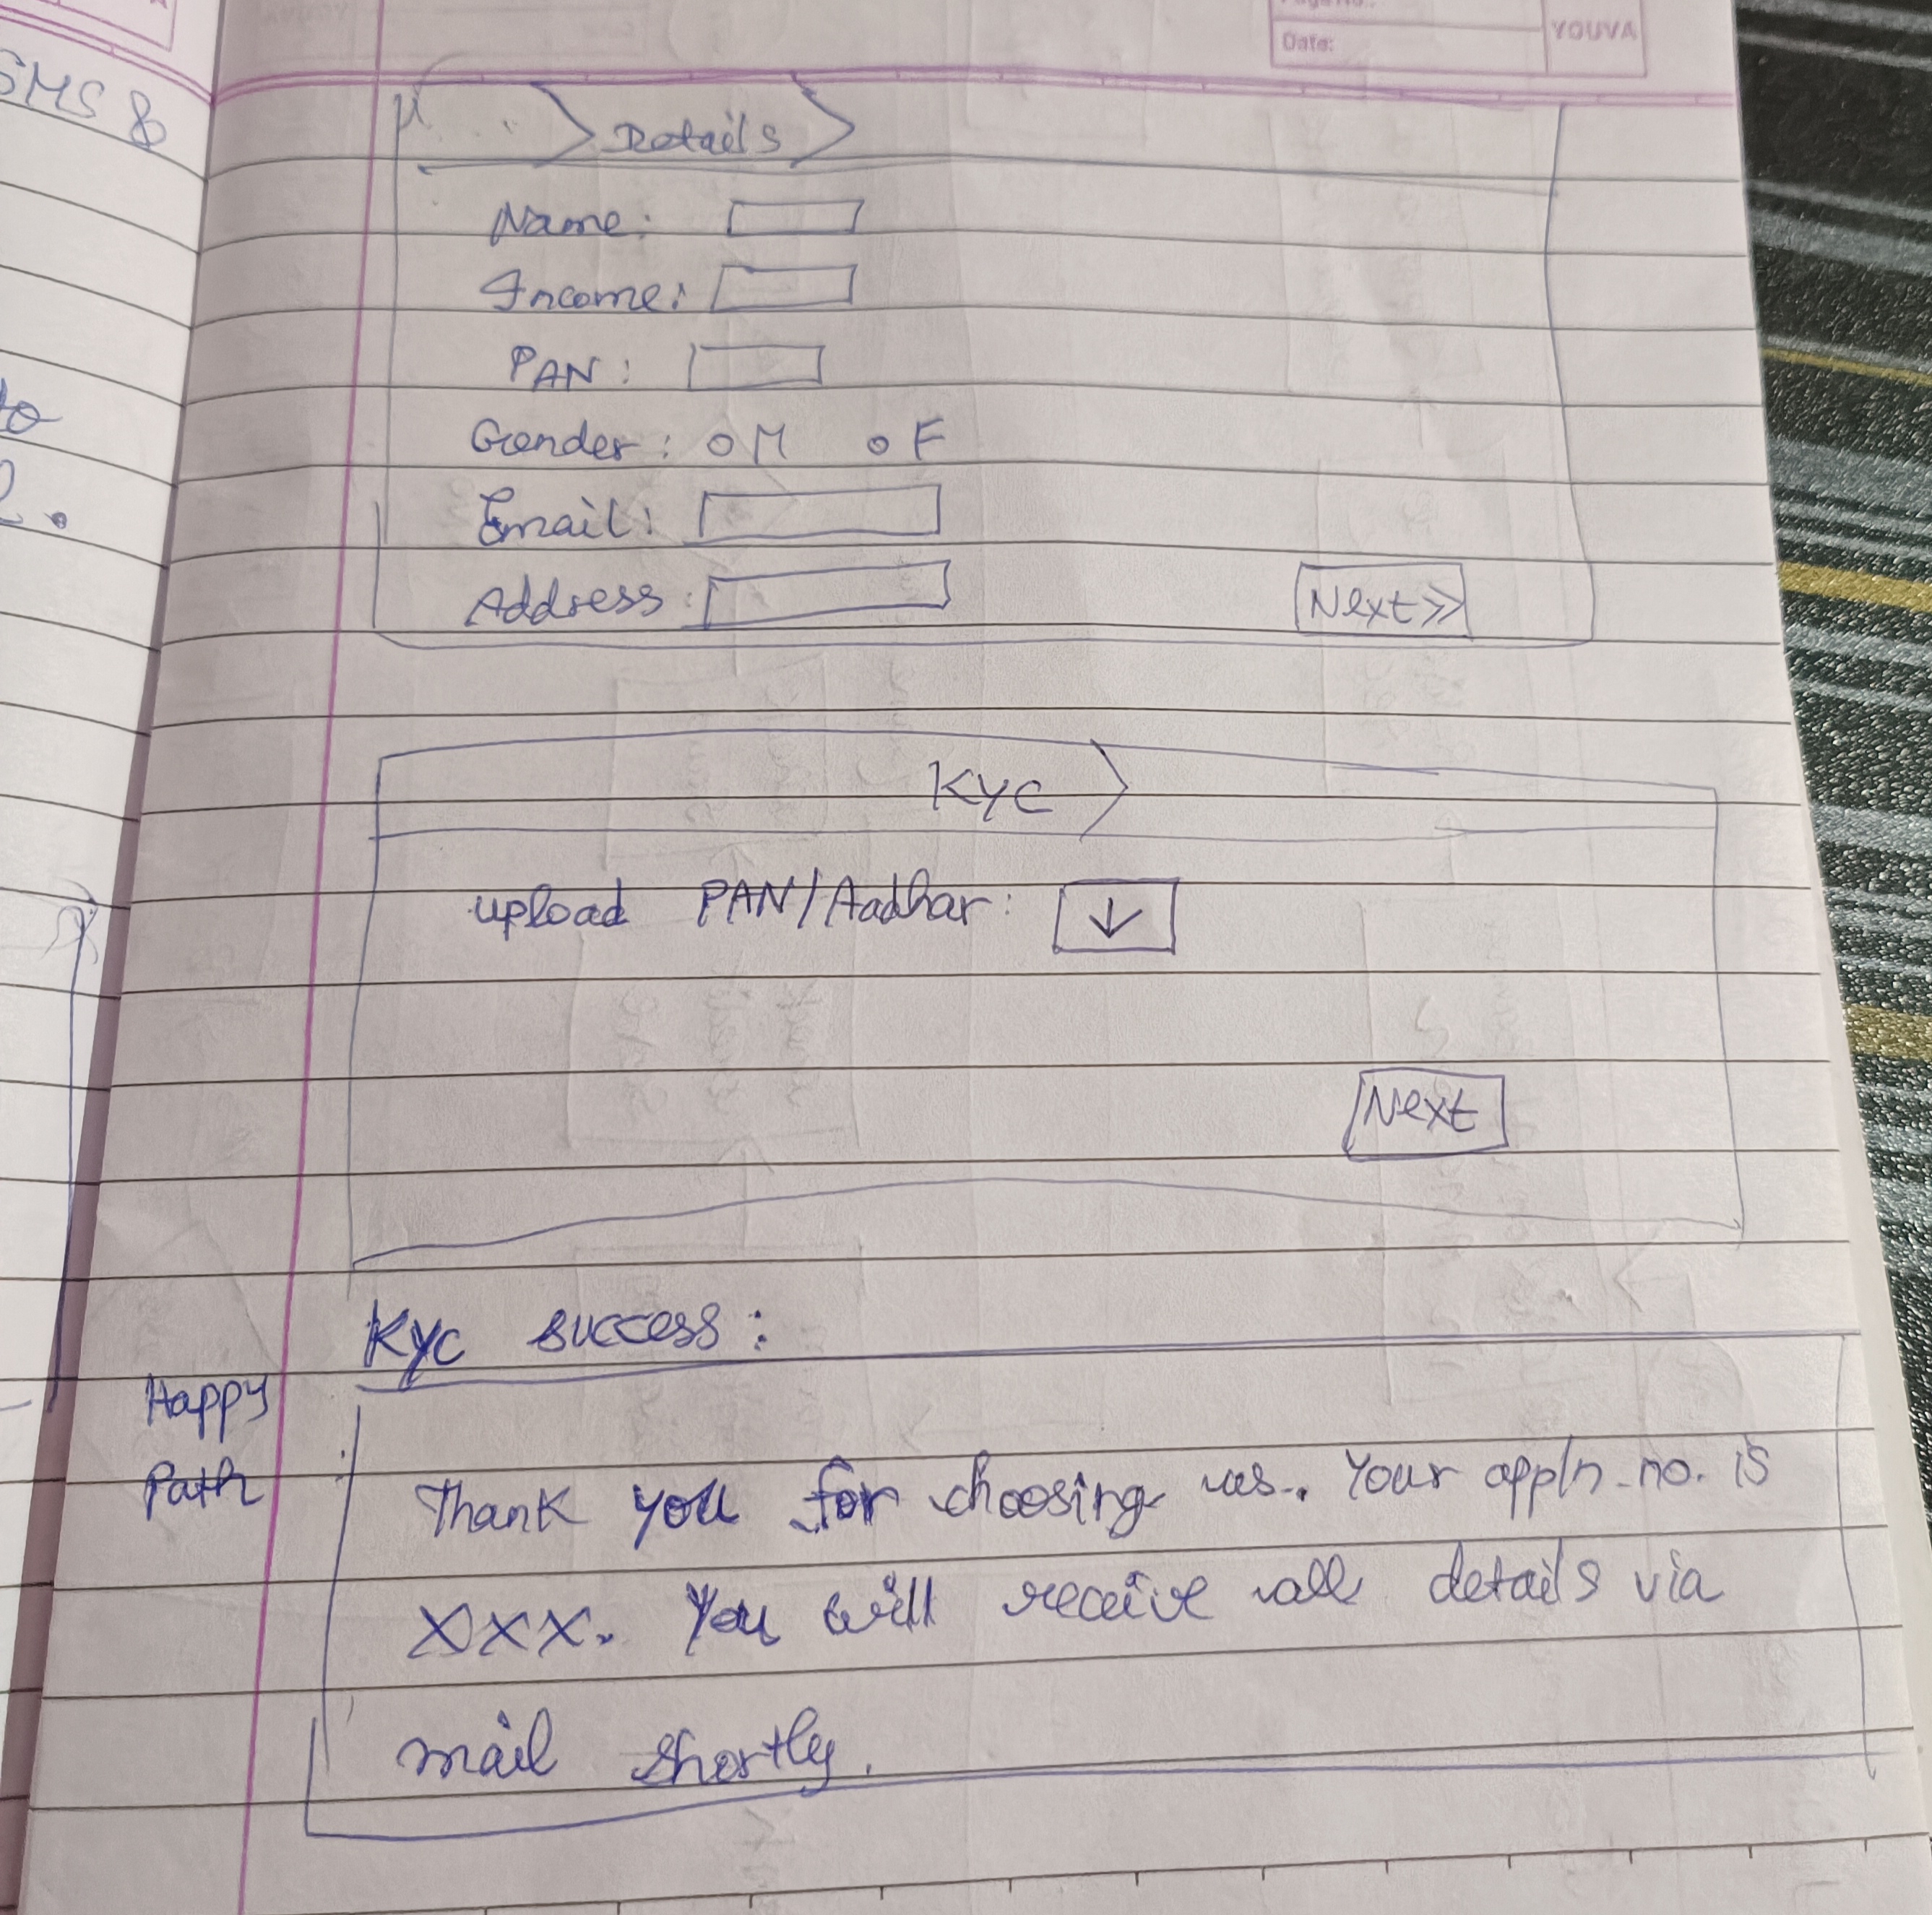 SMS &
to
Date:
YOUVA
Details
Name:
Income:
PAN:
Gender: M F
Email:
Address:
Next >>
KYC
upload PAN/Aadhar: ↓
Next
KYC success:
Happy
Path
Thank you for choosing us. Your appln. no. is
XXX. You will receive all details via
mail shortly.